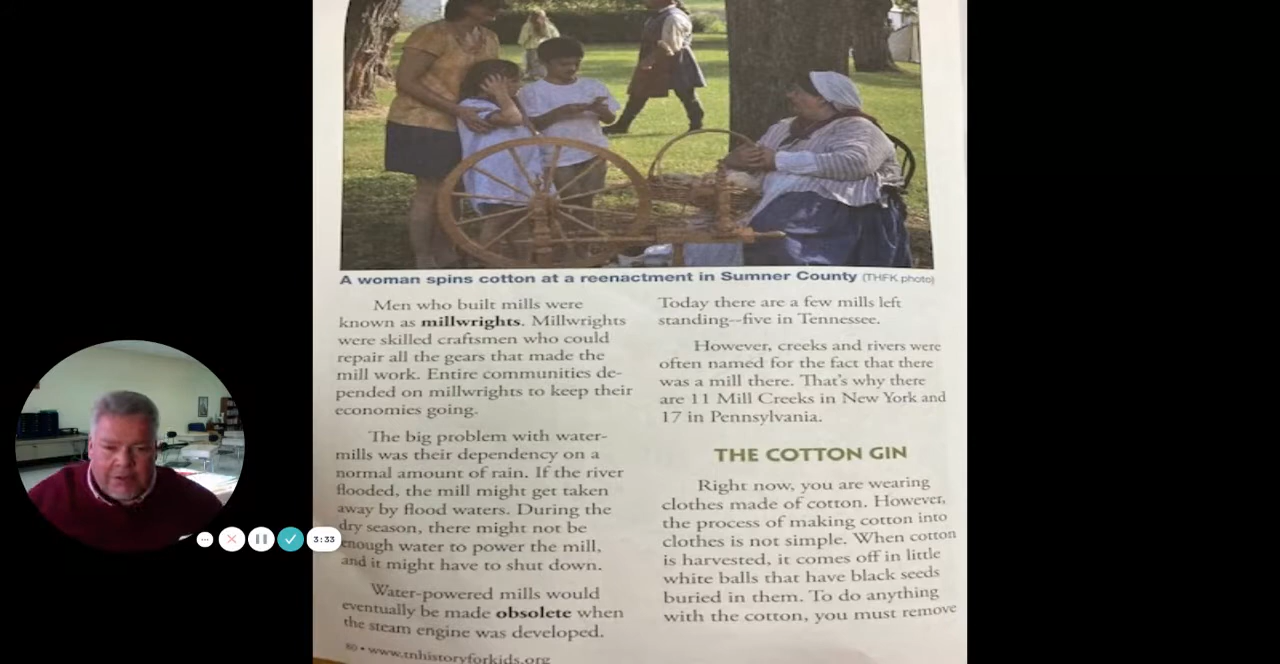 A woman spins cotton at a reenactment in Sumner County (THFK photo)
Men who built mills were
known as millwrights. Millwrights
were skilled craftsmen who could
repair all the gears that made the
mill work. Entire communities de-
pended on millwrights to keep their
economies going.
The big problem with water-
mills was their dependency on a
normal amount of rain. If the river
flooded, the mill might get taken
away by flood waters. During the
dry season, there might not be
enough water to power the mill,
and it might have to shut down.
Water-powered mills would
eventually be made obsolete when
the steam engine was developed.
80 • www.tnhistoryforkids.org
Today there are a few mills left
standing--five in Tennessee.
However, creeks and rivers were
often named for the fact that there
was a mill there. That's why there
are 11 Mill Creeks in New York and
17 in Pennsylvania.
THE COTTON GIN
Right now, you are wearing
clothes made of cotton. However,
the process of making cotton into
clothes is not simple. When cotton
is harvested, it comes off in little
white balls that have black seeds
buried in them. To do anything
with the cotton, you must remove
3:33